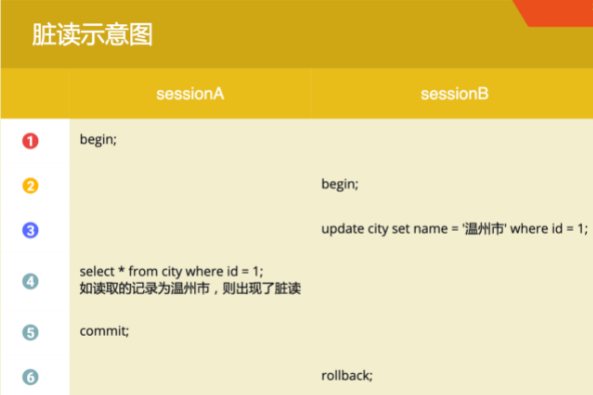 脏读示意图
sessionA
sessionB
1
begin;
2
begin;
3
update city set name = '温州市' where id = 1;
4
select * from city where id = 1;
如读取的记录为温州市，则出现了脏读
5
commit;
6
rollback;